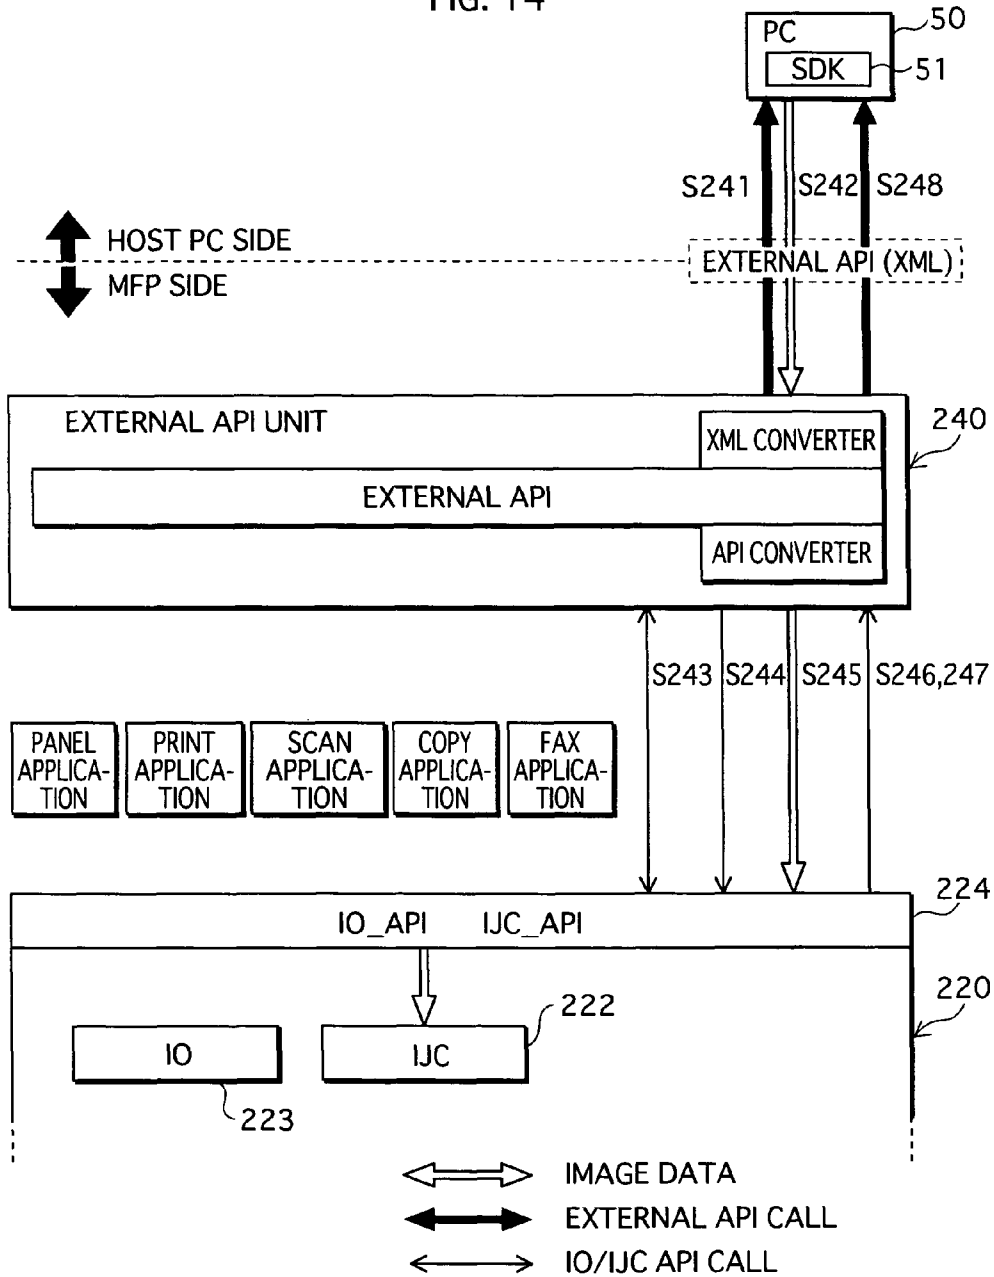 FIG. 14
PC
50
SDK
51
S241
S242
S248
HOST PC SIDE
EXTERNAL API (XML)
MFP SIDE
EXTERNAL API UNIT
XML CONVERTER
240
EXTERNAL API
API CONVERTER
S243
S244
S245
S246,247
PANEL
APPLICA-
TION
PRINT
APPLICA-
TION
SCAN
APPLICA-
TION
COPY
APPLICA-
TION
FAX
APPLICA-
TION
224
IO_API
IJC_API
220
222
IO
IJC
223
IMAGE DATA
EXTERNAL API CALL
IO/IJC API CALL